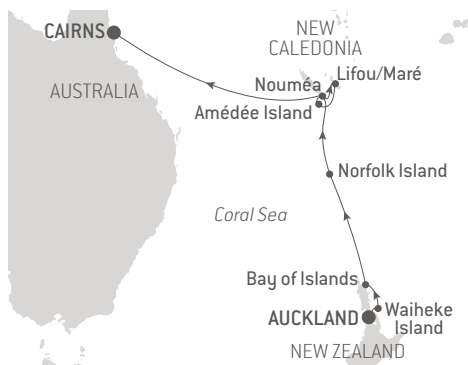 CAIRNS
NEW
CALEDONIA
Lifou/Maré
Nouméa
AUSTRALIA
Amédée Island
Norfolk Island
Coral Sea
Bay of Islands
Waiheke
Island
AUCKLAND
NEW ZEALAND